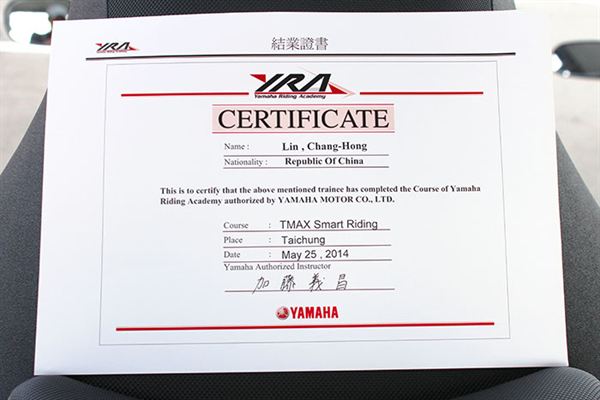 YRA
結業證書
YRA
Yamaha Riding Academy
CERTIFICATE
Name : Lin , Chang-Hong
Nationality : Republic Of China
This is to certify that the above mentioned trainee has completed the Course of Yamaha
Riding Academy authorized by YAMAHA MOTOR CO., LTD.
Course : TMAX Smart Riding
Place : Taichung
Date : May 25 , 2014
Yamaha Authorized Instructor
加藤義昌
YAMAHA